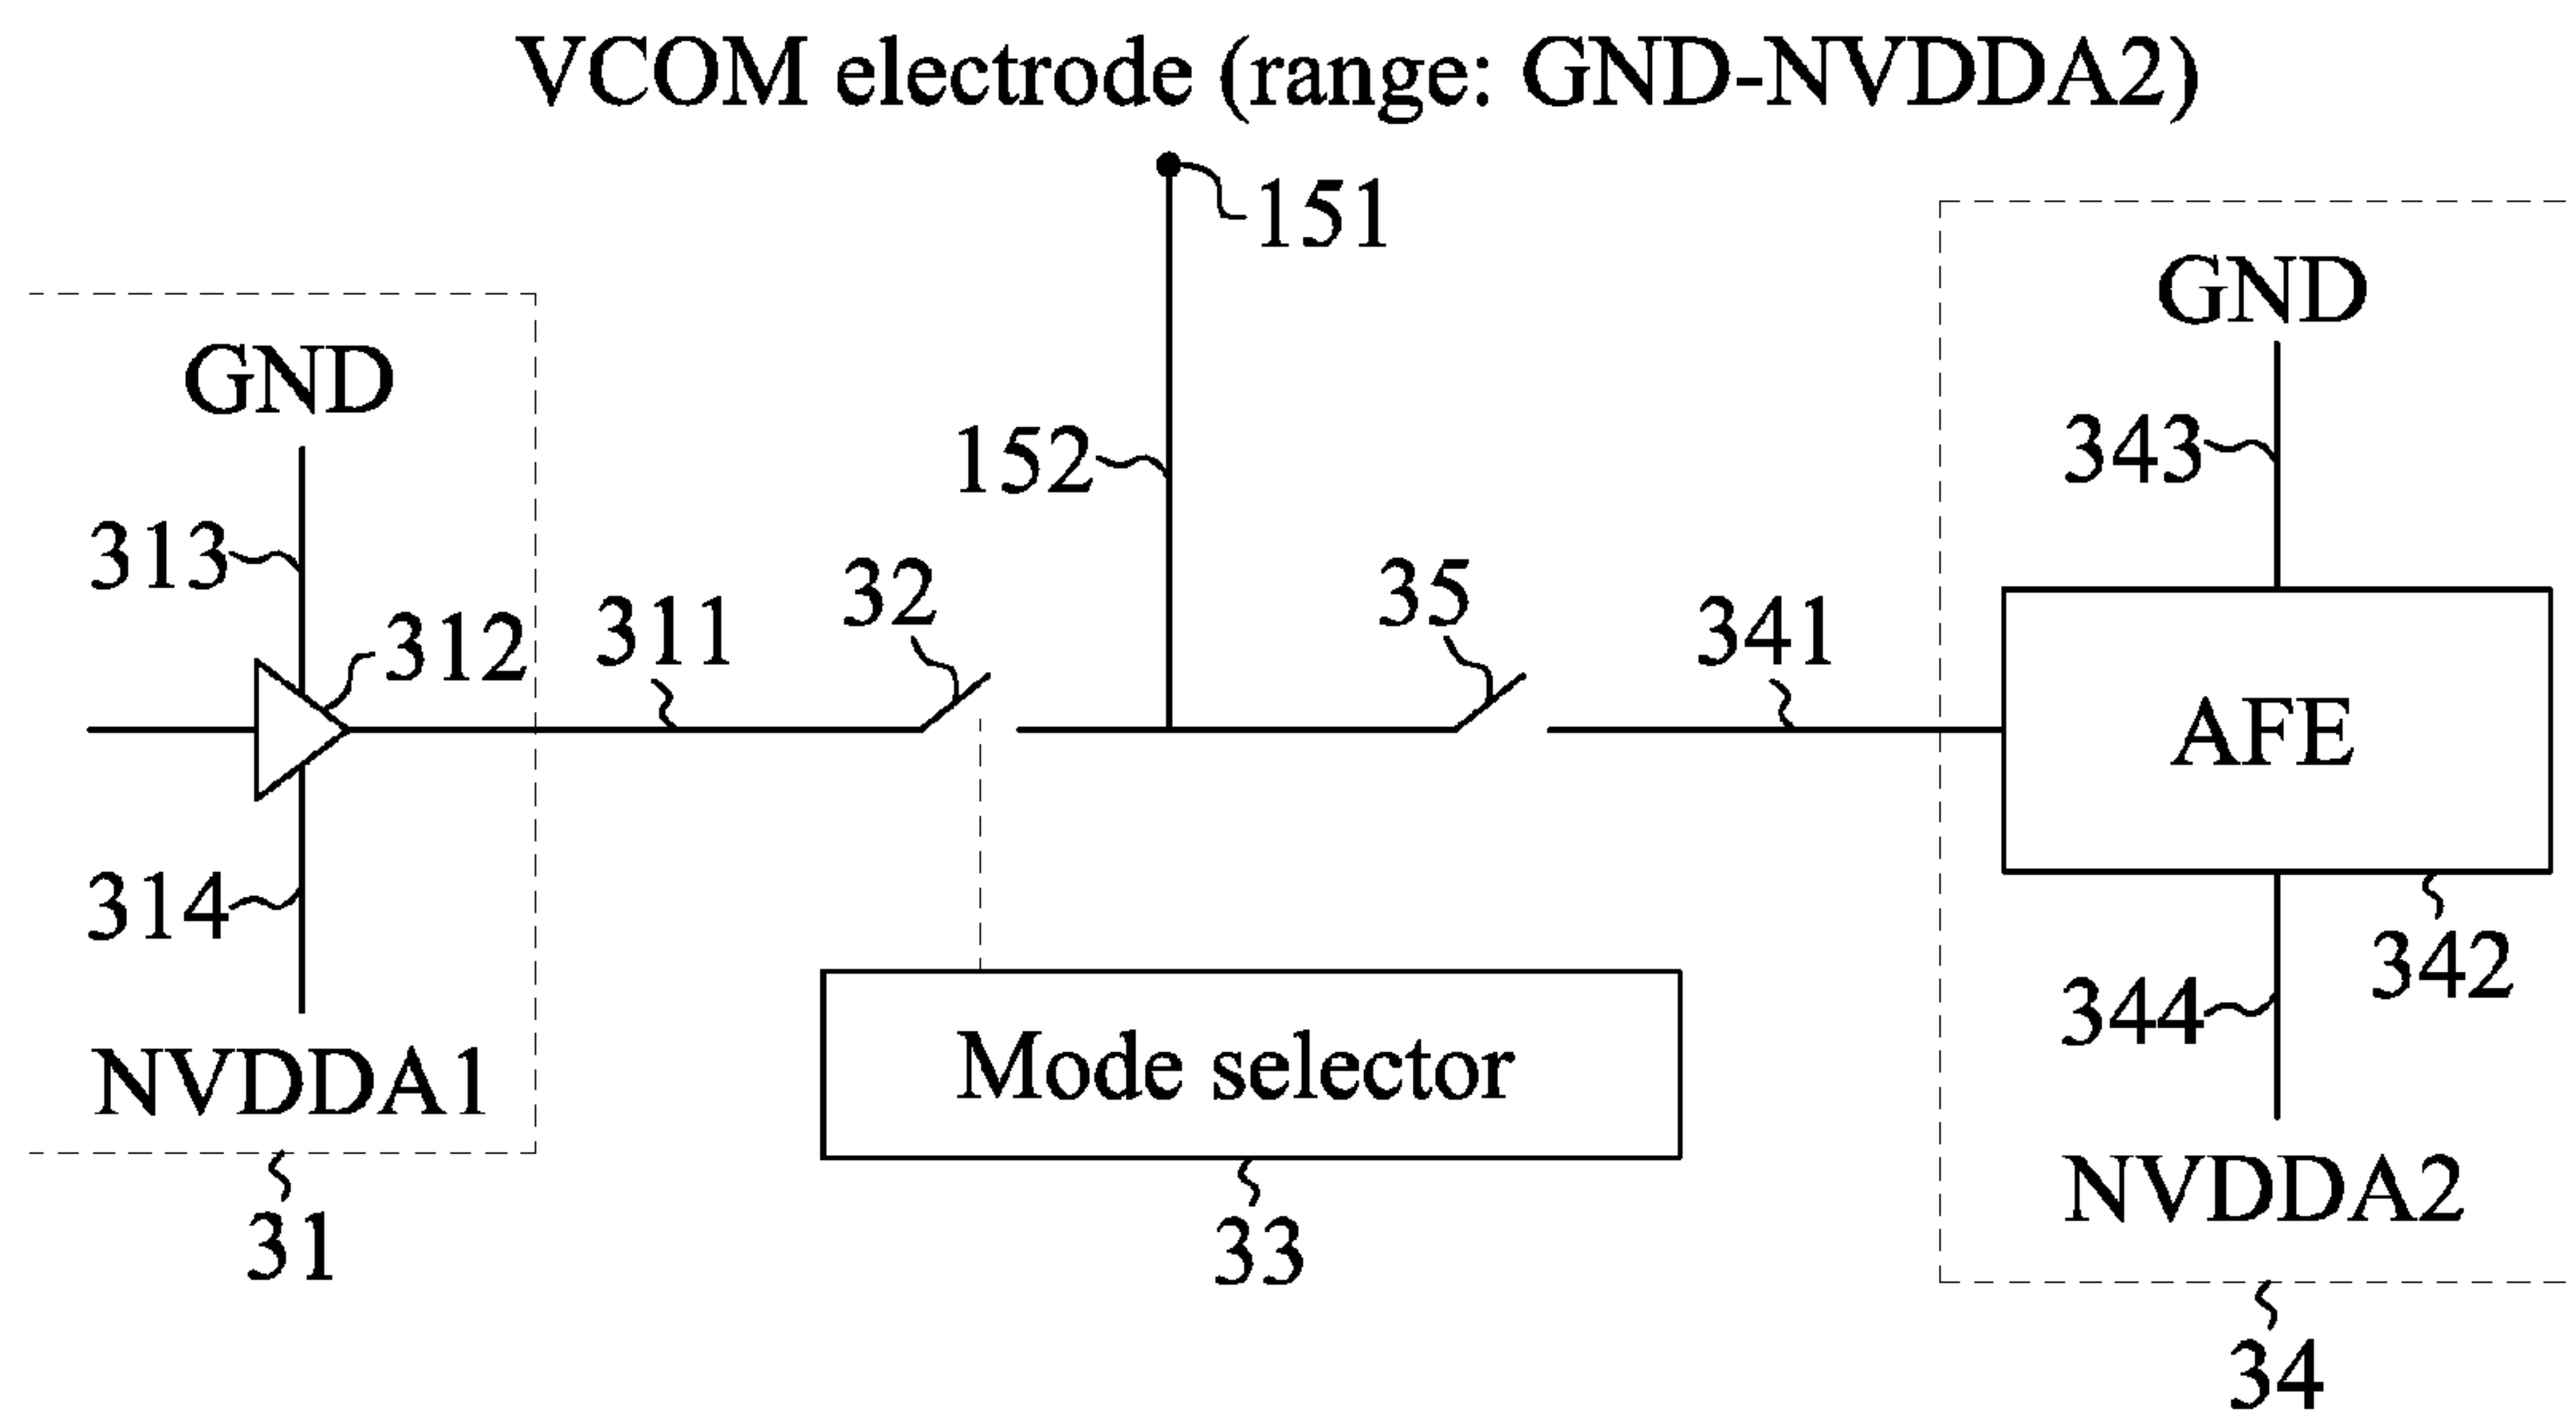 VCOM electrode (range: GND-NVDDA2)
151
GND
GND
343
152
313
32
35
312
311
341
AFE
314
342
344
Mode selector
NVDDA1
NVDDA2
31
33
34